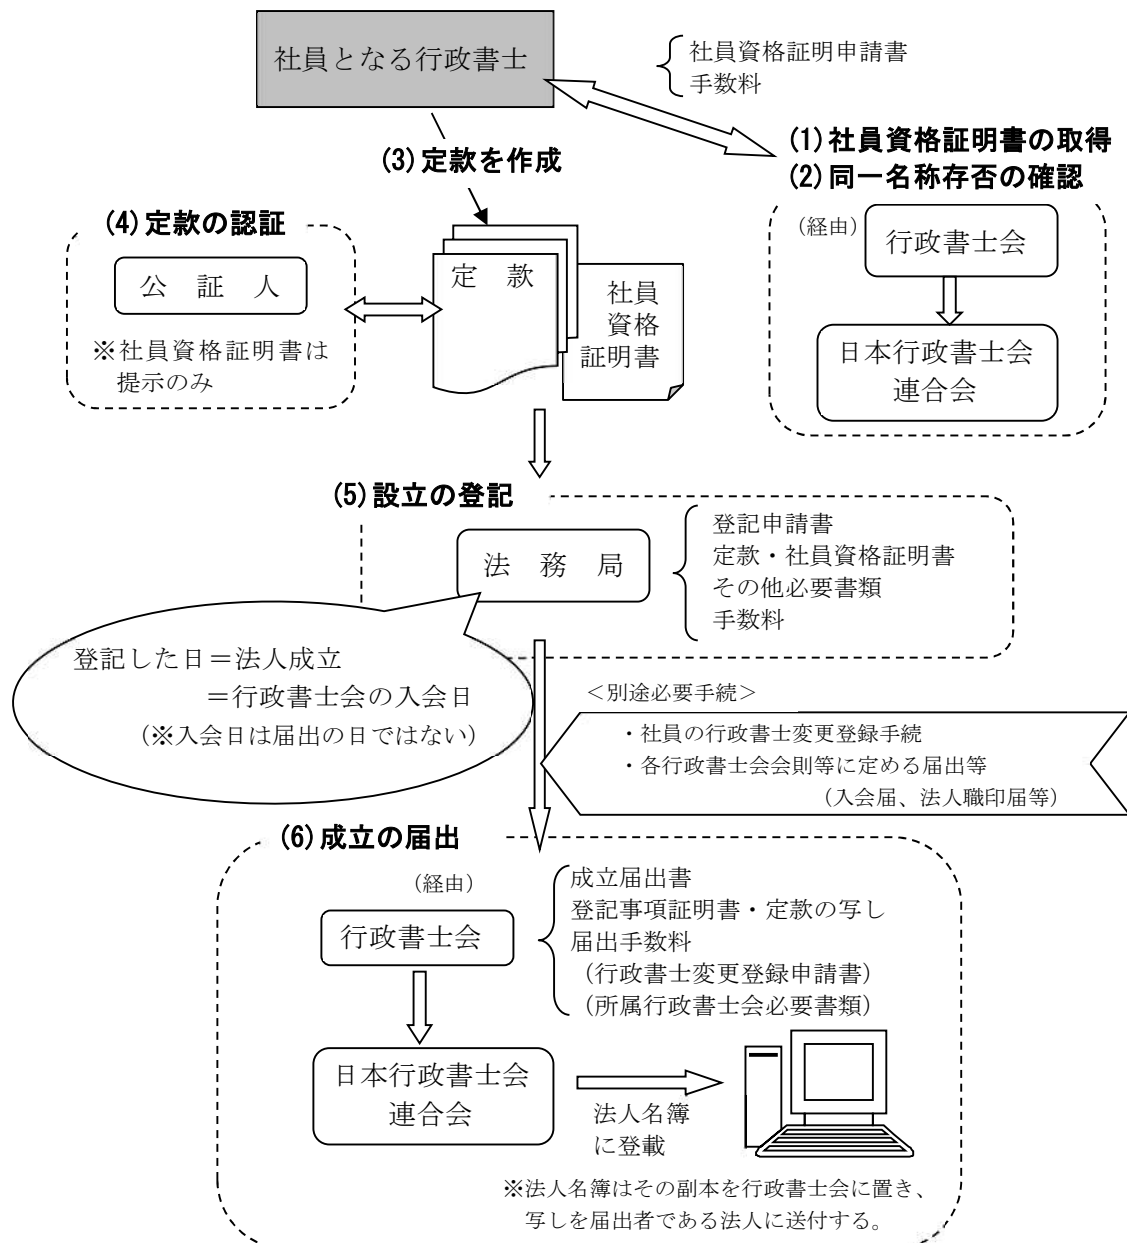 社員となる行政書士
社員資格証明申請書
手数料
(1)社員資格証明書の取得
(2)同一名称存否の確認
(経由)
行政書士会
日本行政書士会
連合会
(3)定款を作成
(4)定款の認証
公 証 人
※社員資格証明書は
提示のみ
定 款
社員
資格
証明書
(5)設立の登記
法 務 局
登記申請書
定款・社員資格証明書
その他必要書類
手数料
登記した日＝法人成立
＝行政書士会の入会日
(※入会日は届出の日ではない)
＜別途必要手続＞
・社員の行政書士変更登録手続
・各行政書士会会則等に定める届出等
(入会届、法人職印届等)
(6)成立の届出
(経由)
行政書士会
成立届出書
登記事項証明書・定款の写し
届出手数料
(行政書士変更登録申請書)
(所属行政書士会必要書類)
日本行政書士会
連合会
法人名簿
に登載
※法人名簿はその副本を行政書士会に置き、
写しを届出者である法人に送付する。